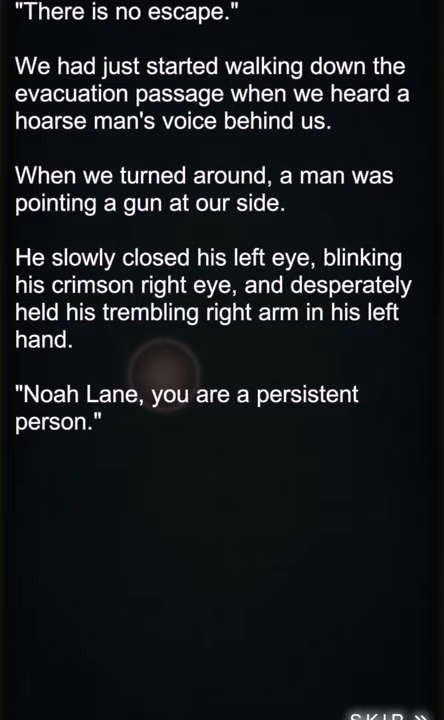 "There is no escape."
We had just started walking down the
evacuation passage when we heard a
hoarse man's voice behind us.
When we turned around, a man was
pointing a gun at our side.
He slowly closed his left eye, blinking
his crimson right eye, and desperately
held his trembling right arm in his left
hand.
"Noah Lane, you are a persistent
person."
SKIP »